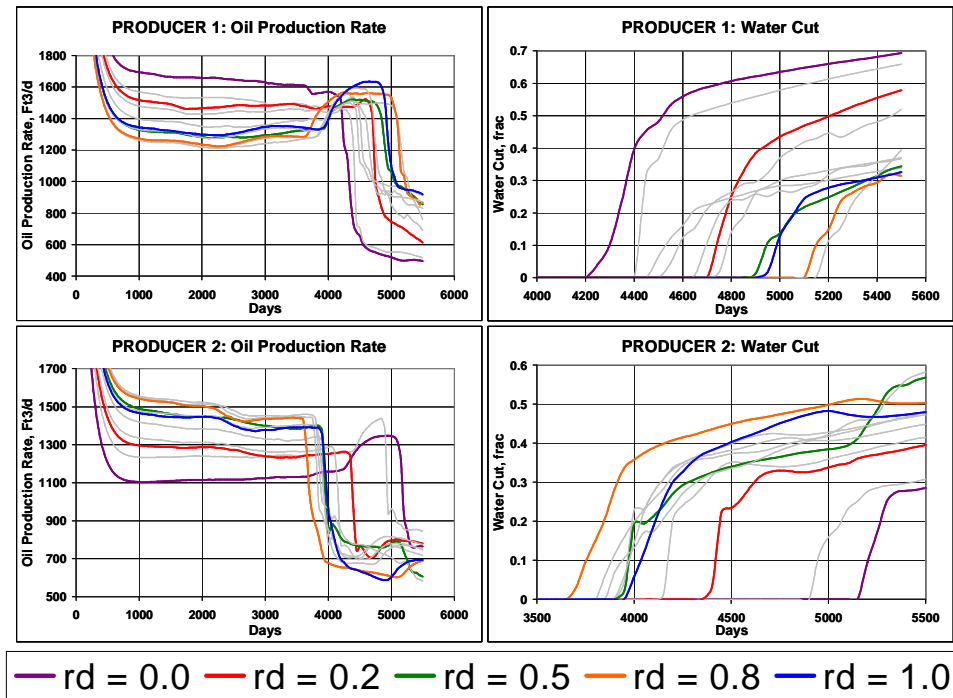 PRODUCER 1: Oil Production Rate
Oil Production Rate, Ft3/d
1800
1600
1400
1200
1000
800
600
400
0 1000 2000 3000 4000 5000 6000
Days
PRODUCER 1: Water Cut
Water Cut, frac
0.7
0.6
0.5
0.4
0.3
0.2
0.1
0
4000 4200 4400 4600 4800 5000 5200 5400 5600
Days
PRODUCER 2: Oil Production Rate
Oil Production Rate, Ft3/d
1700
1500
1300
1100
900
700
500
0 1000 2000 3000 4000 5000 6000
Days
PRODUCER 2: Water Cut
Water Cut, frac
0.6
0.5
0.4
0.3
0.2
0.1
0
3500 4000 4500 5000 5500
Days
rd = 0.0 rd = 0.2 rd = 0.5 rd = 0.8 rd = 1.0